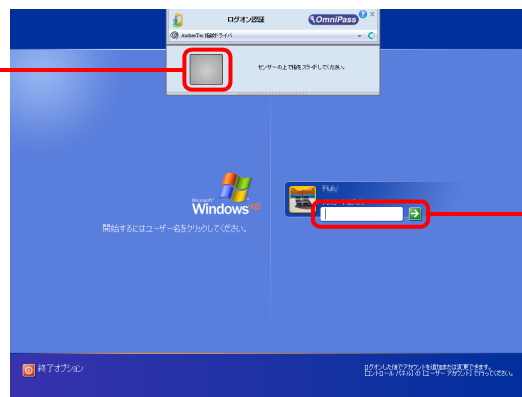 ログオン認証
OmniPass
AuthenTec 指紋ドライバ
センサーの上で指をスライドしてください。
Microsoft
Windows xp
開始するにはユーザー名をクリックしてください。
終了オプション
ログオンした後でアカウントを追加または変更できます。
コントロール パネルの [ユーザー アカウント] で行ってください。